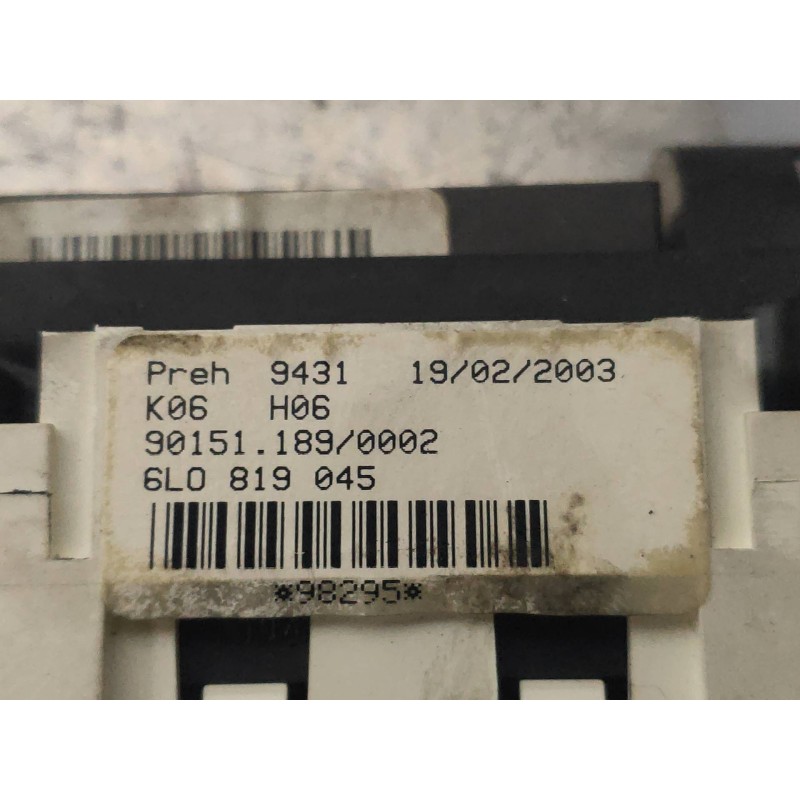 Preh 9431 19/02/2003
K06 H06
90151.189/0002
6L0 819 045
*98295*